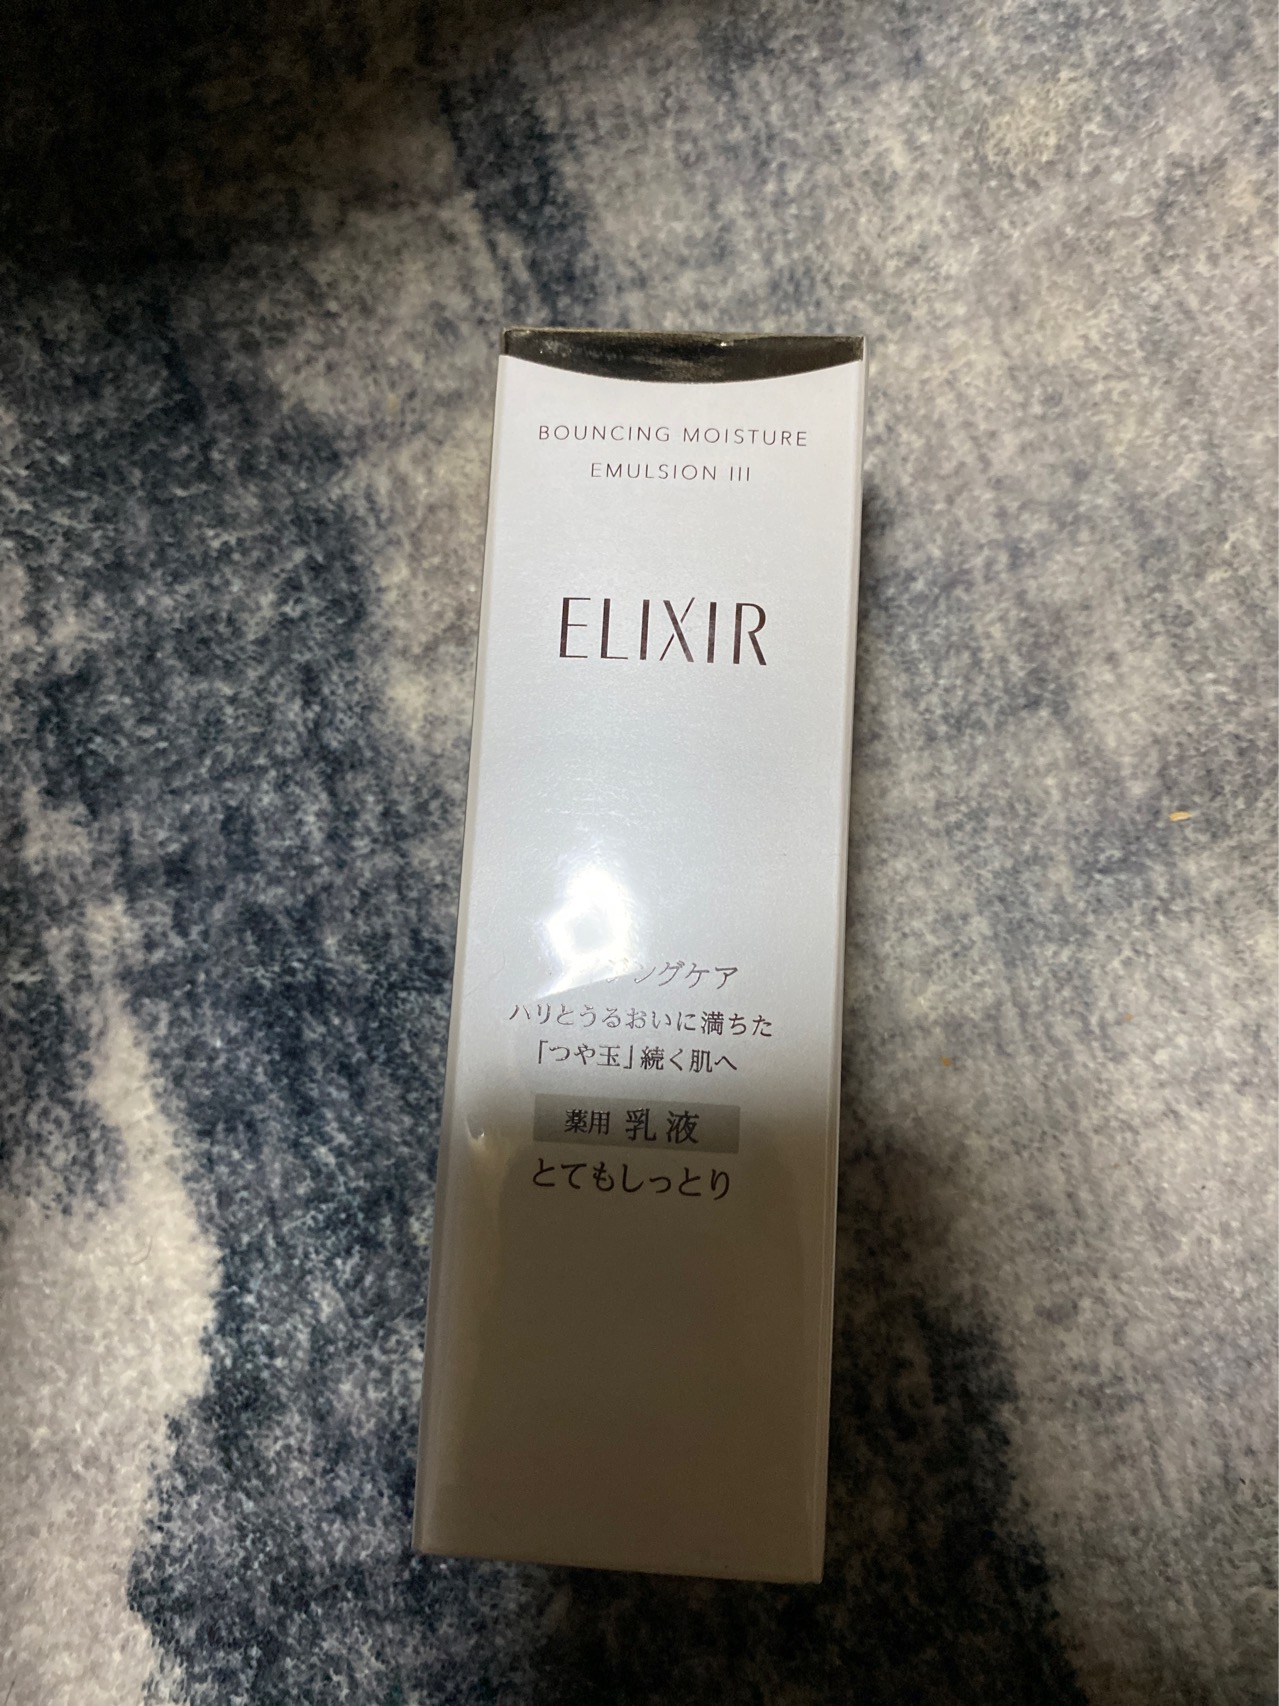 BOUNCING MOISTURE
EMULSION III
ELIXIR
ングケア
ハリとうるおいに満ちた
「つや玉」続く肌へ
薬用 乳液
とてもしっとり